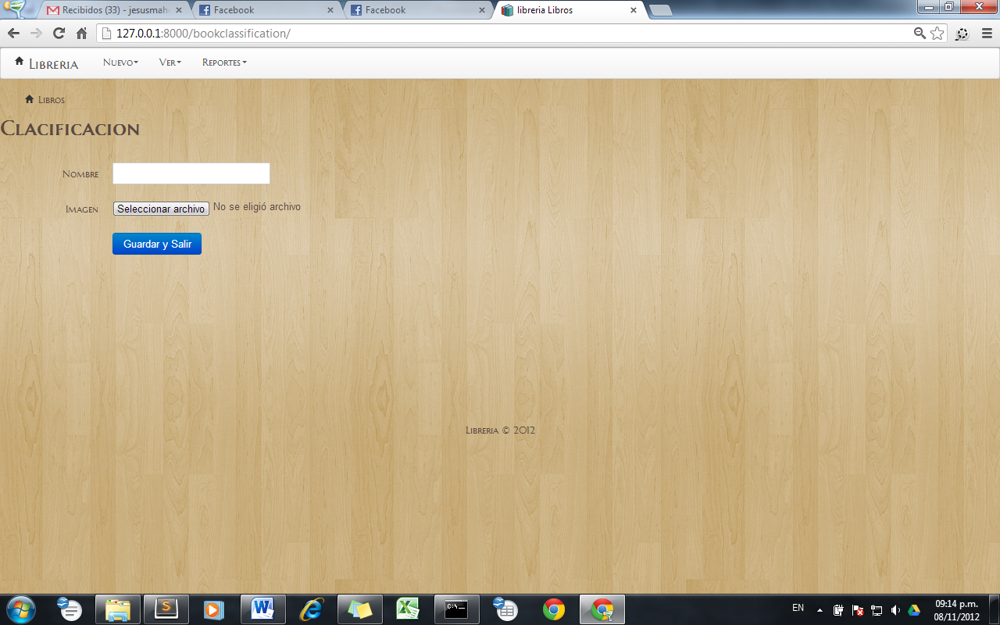 Recibidos (33) - jesusmah
Facebook
Facebook
libreria Libros
127.0.0.1:8000/bookclassification/
Libreria
Nuevo
Ver
Reportes
Libros
Clacificacion
Nombre
Imagen
Seleccionar archivo No se eligió archivo
Guardar y Salir
Libreria © 2012
C:\
EN
09:14 p.m.
08/11/2012